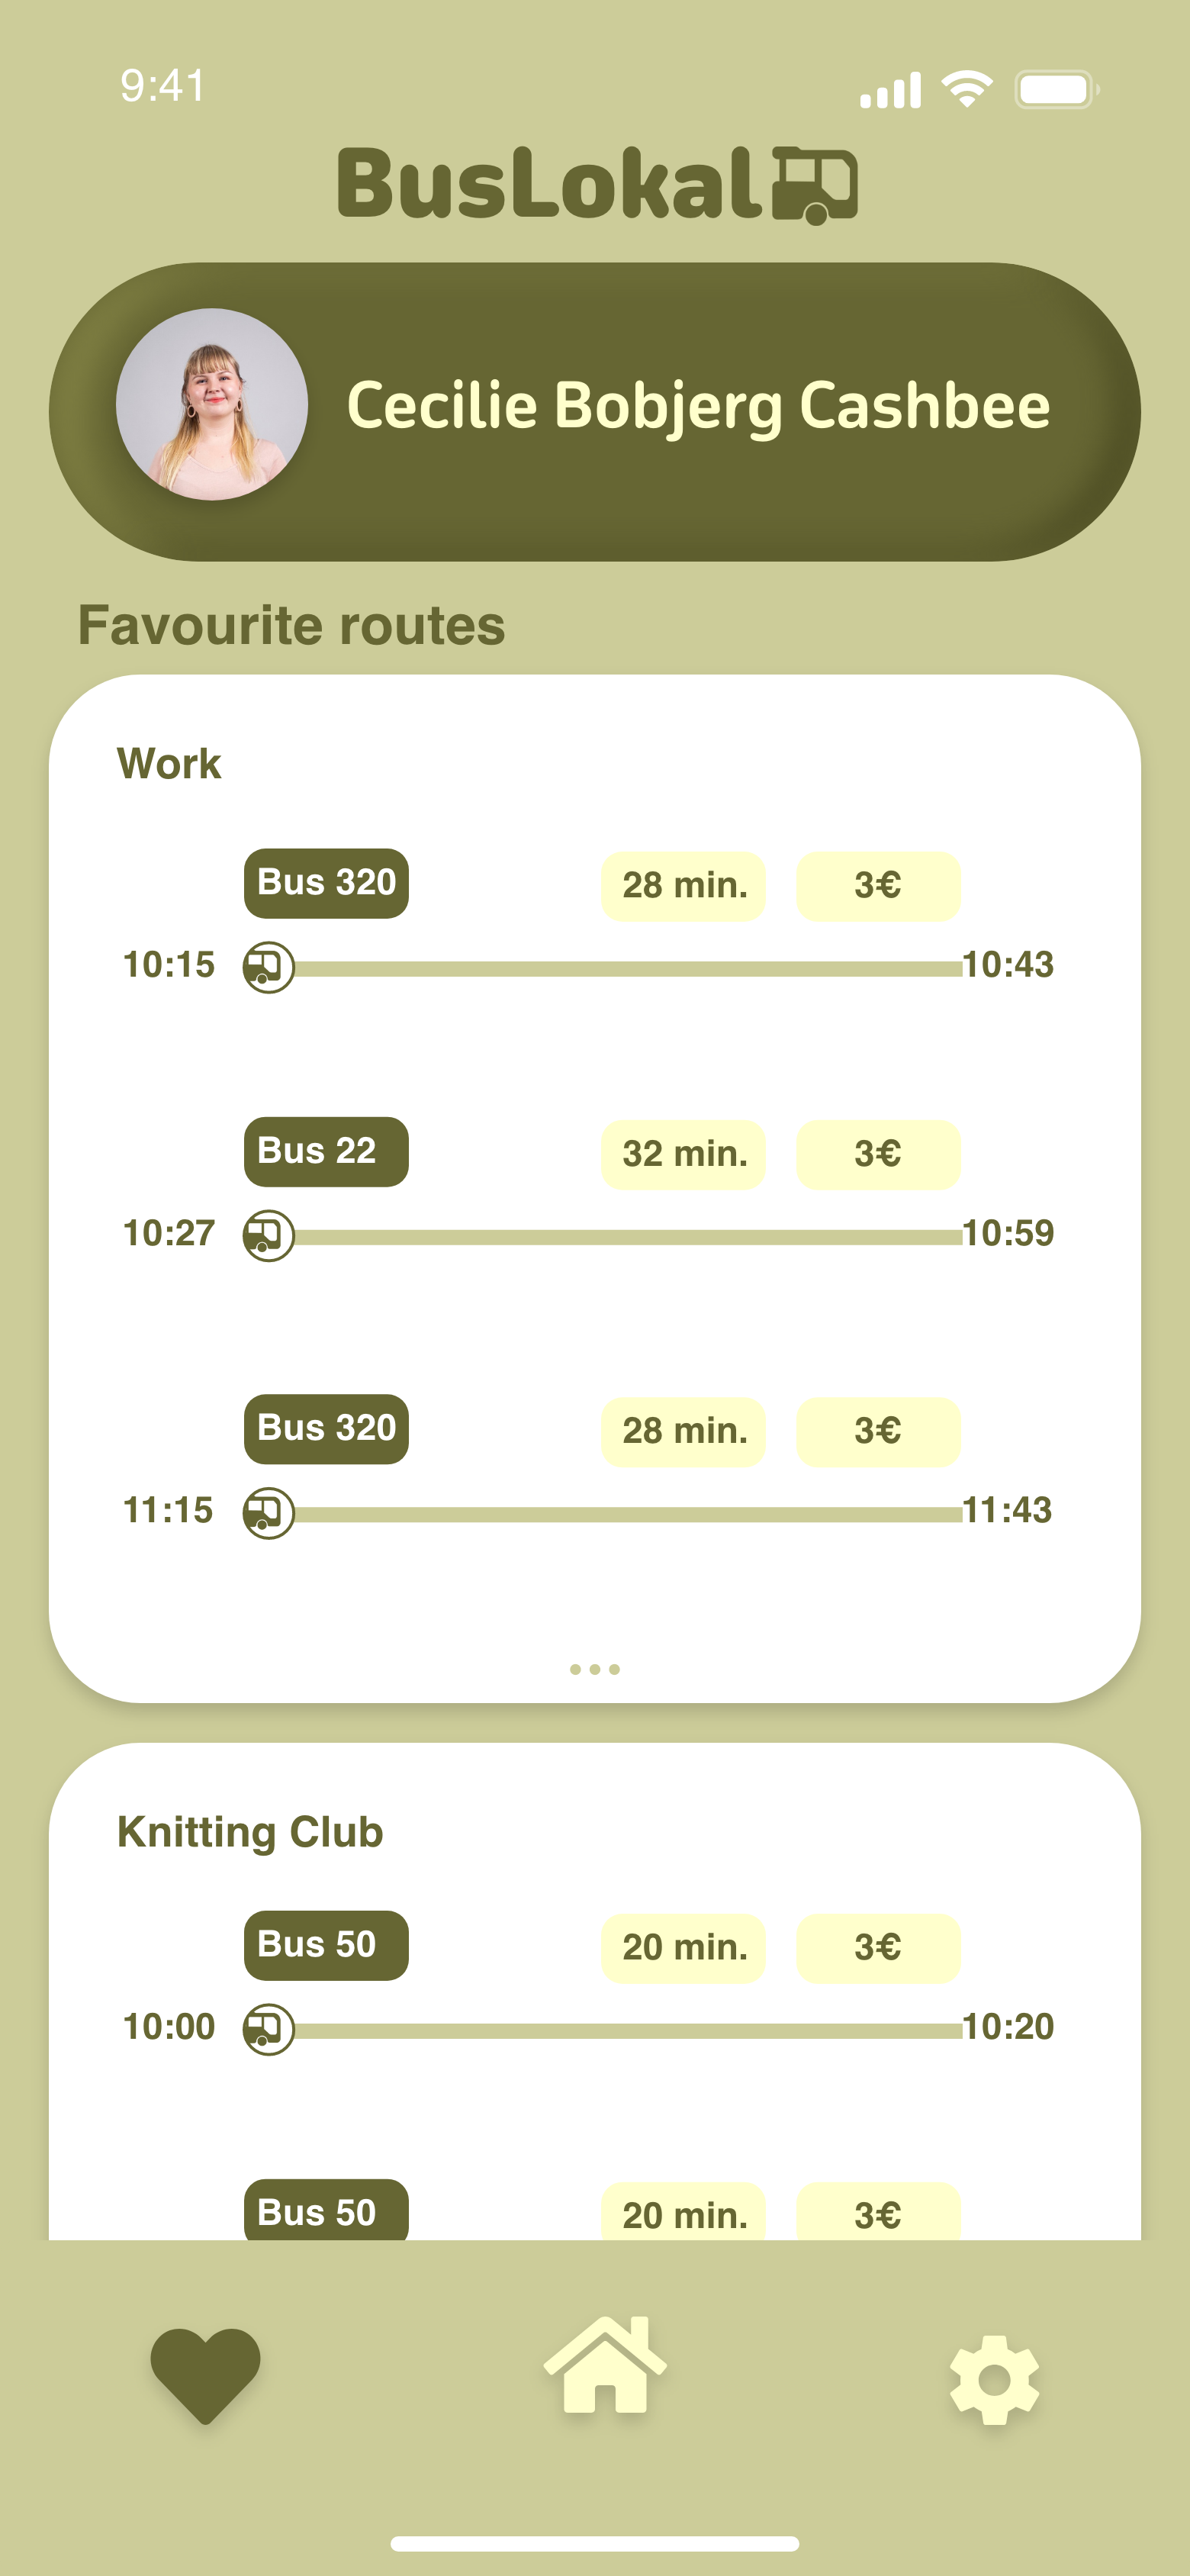 9:41
BusLokal
Cecilie Bobjerg Cashbee
Favourite routes
Work
Bus 320 28 min. 3€
10:15 10:43
Bus 22 32 min. 3€
10:27 10:59
Bus 320 28 min. 3€
11:15 11:43
Knitting Club
Bus 50 20 min. 3€
10:00 10:20
Bus 50 20 min. 3€